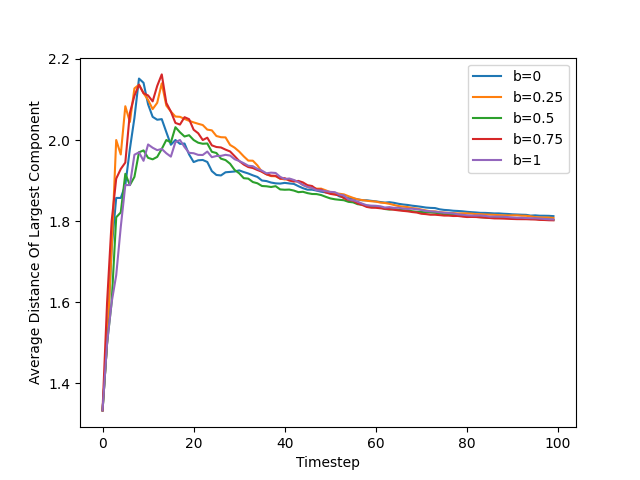 2.2
2.0
1.8
1.6
1.4
Average Distance Of Largest Component
b=0
b=0.25
b=0.5
b=0.75
b=1
0 20 40 60 80 100
Timestep